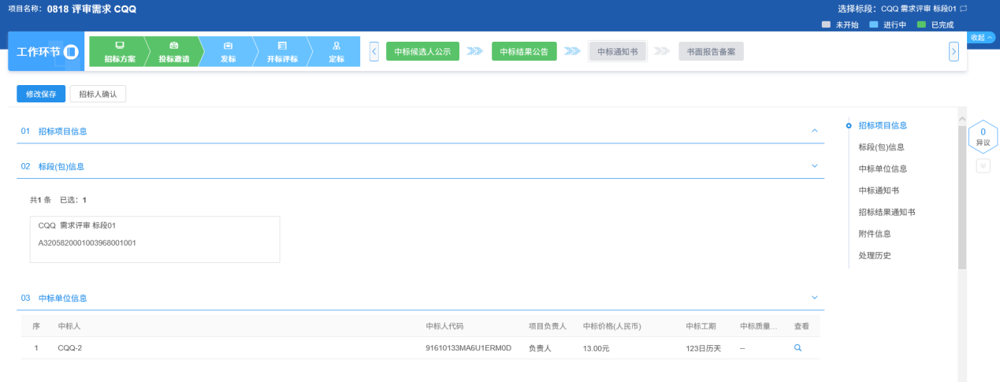 项目名称: 0818 评审需求 CQQ
选择标段: CQQ 需求评审 标段01
未开始 进行中 已完成
收起
工作环节
招标方案 投标邀请 发标 开标评标 定标
中标候选人公示 中标结果公告 中标通知书 书面报告备案
修改保存 招标人确认
01 招标项目信息
02 标段(包)信息
共1 条 已选: 1
CQQ 需求评审 标段01
A3205820001003968001001
03 中标单位信息
序 中标人 中标人代码 项目负责人 中标价格(人民币) 中标工期 中标质量... 查看
1 CQQ-2 91610133MA6U1ERM0D 负责人 13.00元 123日历天 --
招标项目信息
标段(包)信息
中标单位信息
中标通知书
招标结果通知书
附件信息
处理历史
0
异议